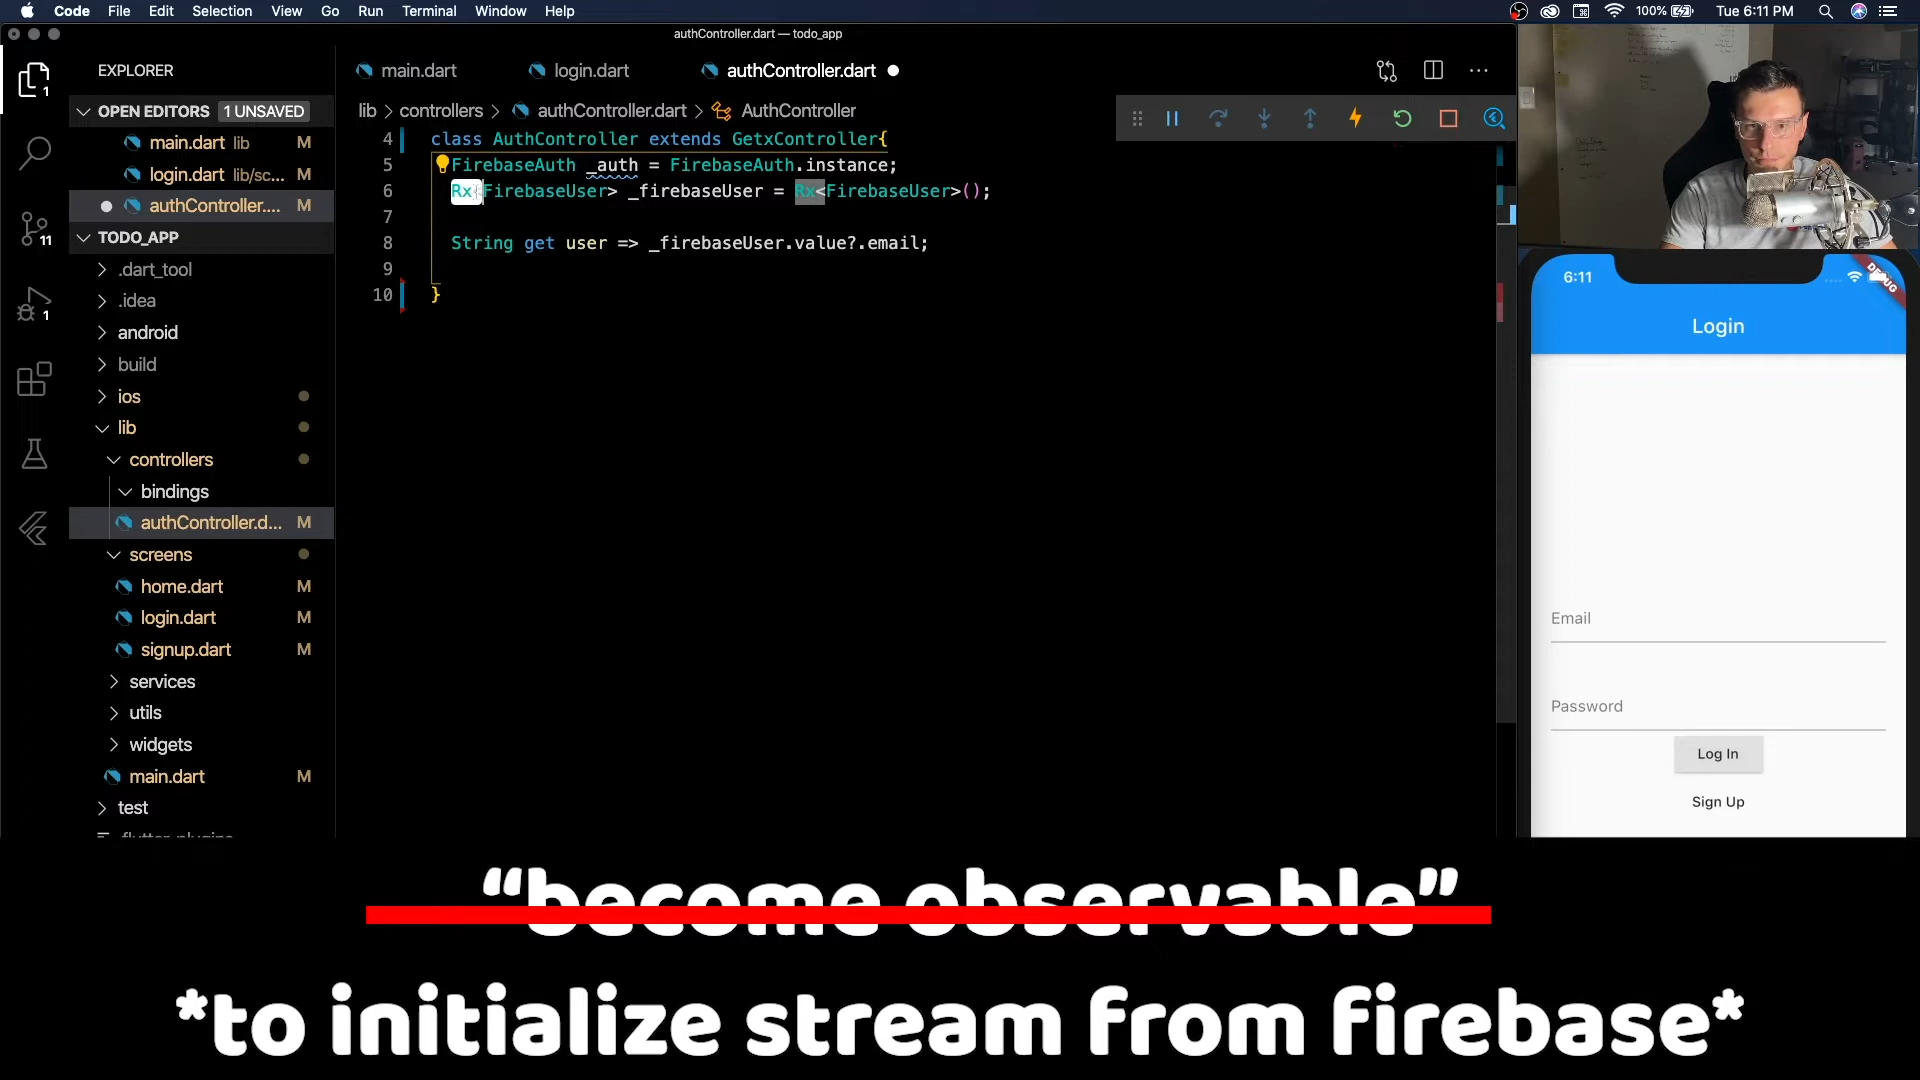 Code File Edit Selection View Go Run Terminal Window Help
100% Tue 6:11 PM
authController.dart — todo_app
EXPLORER
OPEN EDITORS 1 UNSAVED
main.dart lib M
login.dart lib/sc... M
authController.... M
TODO_APP
.dart_tool
.idea
android
build
ios
lib
controllers
bindings
authController.d... M
screens
home.dart M
login.dart M
signup.dart M
services
utils
widgets
main.dart M
test
1
11
1
main.dart login.dart authController.dart
lib > controllers > authController.dart > AuthController
4 class AuthController extends GetxController{
5 FirebaseAuth _auth = FirebaseAuth.instance;
6 Rx<FirebaseUser> _firebaseUser = Rx<FirebaseUser>();
7
8 String get user => _firebaseUser.value?.email;
9
10 }
6:11
DEBUG
Login
Email
Password
Log In
Sign Up
“become observable”
*to initialize stream from firebase*